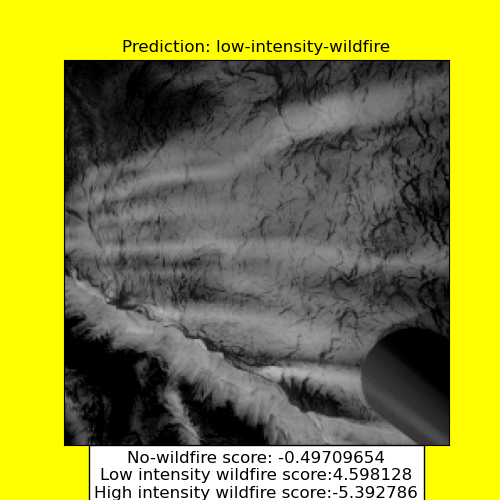 Prediction: low-intensity-wildfire
No-wildfire score: -0.49709654
Low intensity wildfire score:4.598128
High intensity wildfire score:-5.392786